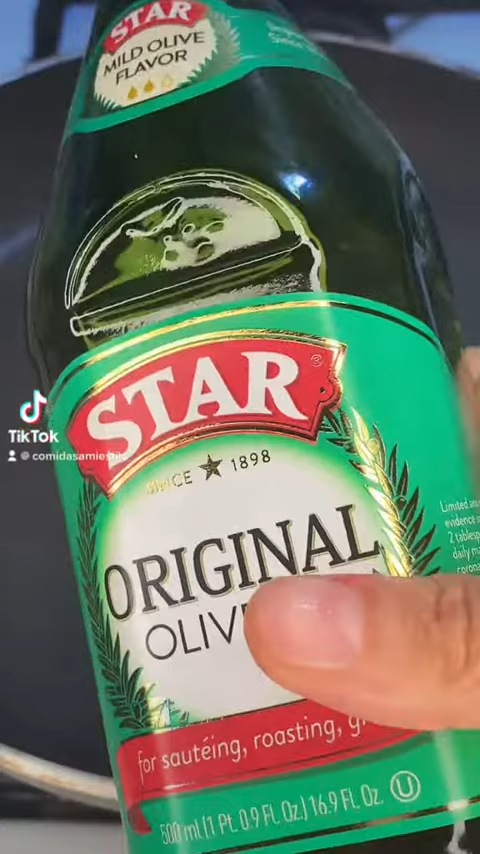 STAR
MILD OLIVE
FLAVOR
STAR
®
SINCE 1898
TikTok
ORIGINAL
Limited
evidence
2 tablesp
daily
corona
for sautéing, roasting,
500 ml (1 Pt. 0.9 Fl. Oz.) 16.9 FL. Oz. U